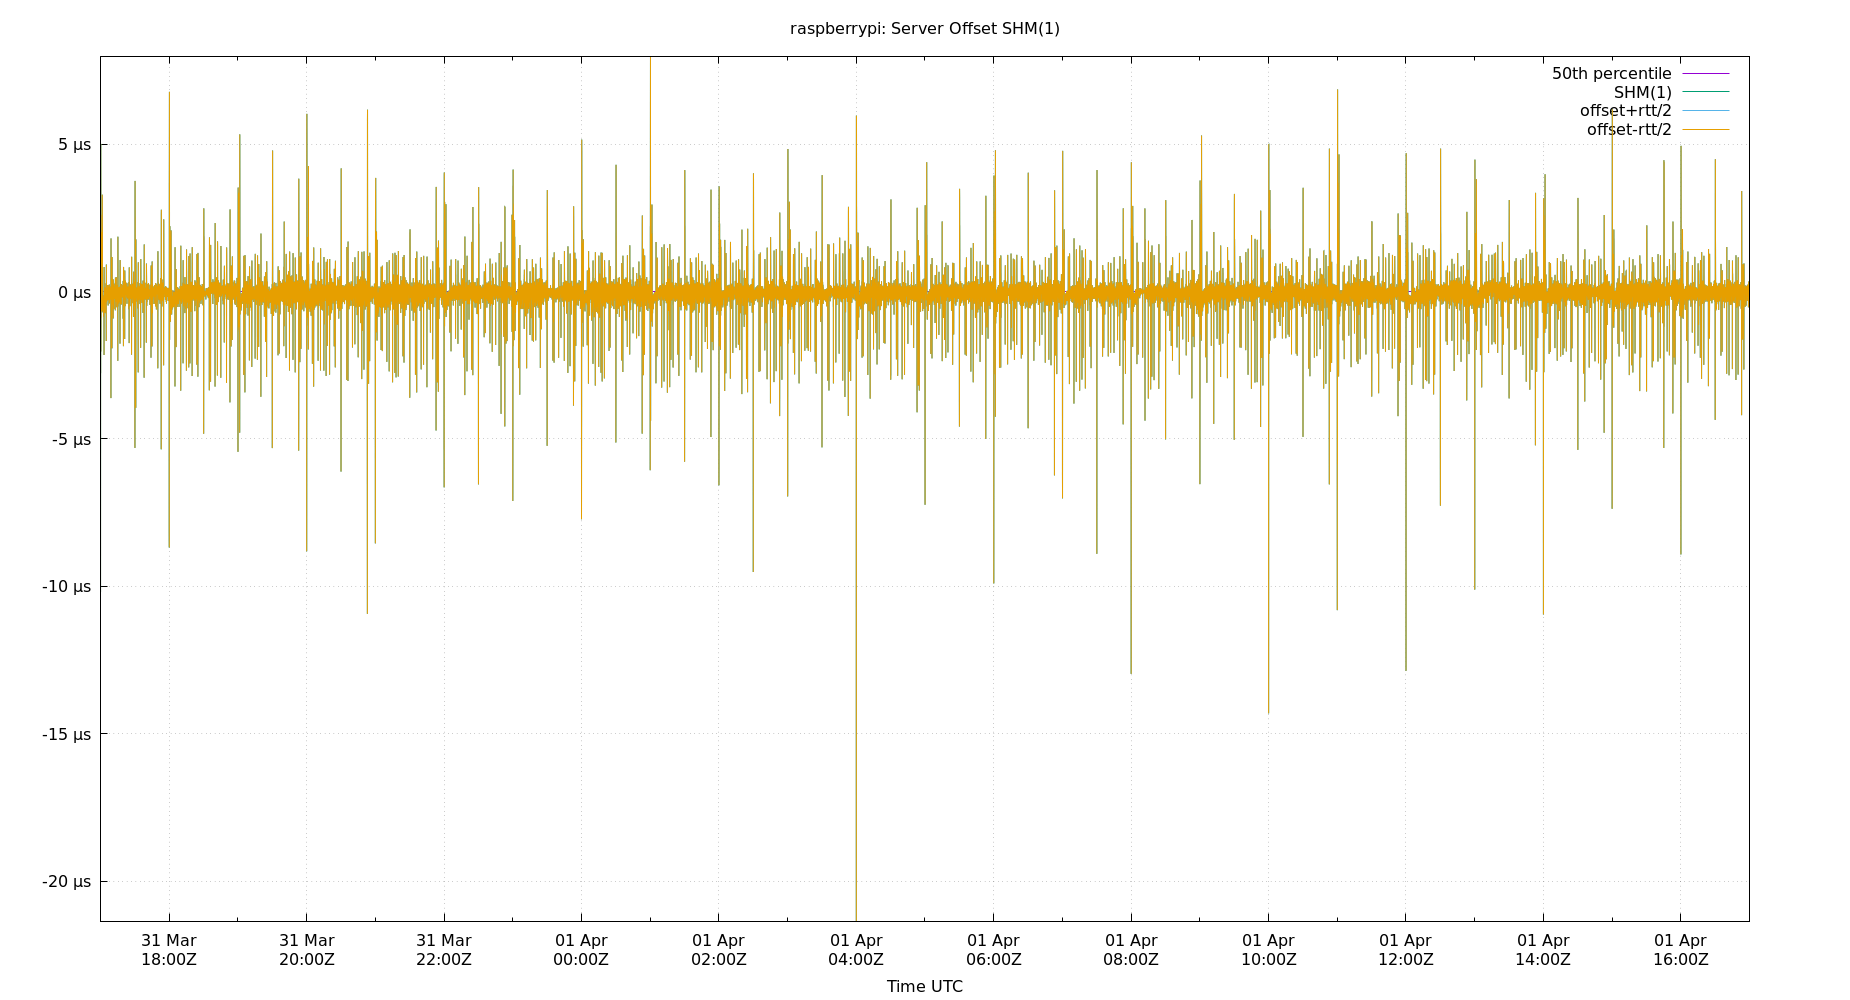 raspberrypi: Server Offset SHM(1)
50th percentile
SHM(1)
offset+rtt/2
offset-rtt/2
5 µs
0 µs
-5 µs
-10 µs
-15 µs
-20 µs
31 Mar 31 Mar 31 Mar 01 Apr 01 Apr 01 Apr 01 Apr 01 Apr 01 Apr 01 Apr 01 Apr 01 Apr
18:00Z 20:00Z 22:00Z 00:00Z 02:00Z 04:00Z 06:00Z 08:00Z 10:00Z 12:00Z 14:00Z 16:00Z
Time UTC